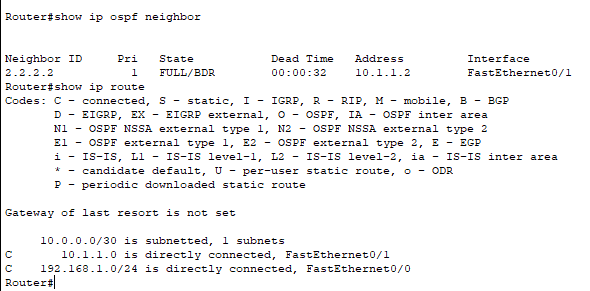 Router#show ip ospf neighbor
Neighbor ID     Pri   State           Dead Time   Address         Interface
2.2.2.2           1   FULL/BDR        00:00:32    10.1.1.2        FastEthernet0/1
Router#show ip route
Codes: C - connected, S - static, I - IGRP, R - RIP, M - mobile, B - BGP
       D - EIGRP, EX - EIGRP external, O - OSPF, IA - OSPF inter area
       N1 - OSPF NSSA external type 1, N2 - OSPF NSSA external type 2
       E1 - OSPF external type 1, E2 - OSPF external type 2, E - EGP
       i - IS-IS, L1 - IS-IS level-1, L2 - IS-IS level-2, ia - IS-IS inter area
       * - candidate default, U - per-user static route, o - ODR
       P - periodic downloaded static route
Gateway of last resort is not set
     10.0.0.0/30 is subnetted, 1 subnets
C       10.1.1.0 is directly connected, FastEthernet0/1
C    192.168.1.0/24 is directly connected, FastEthernet0/0
Router#